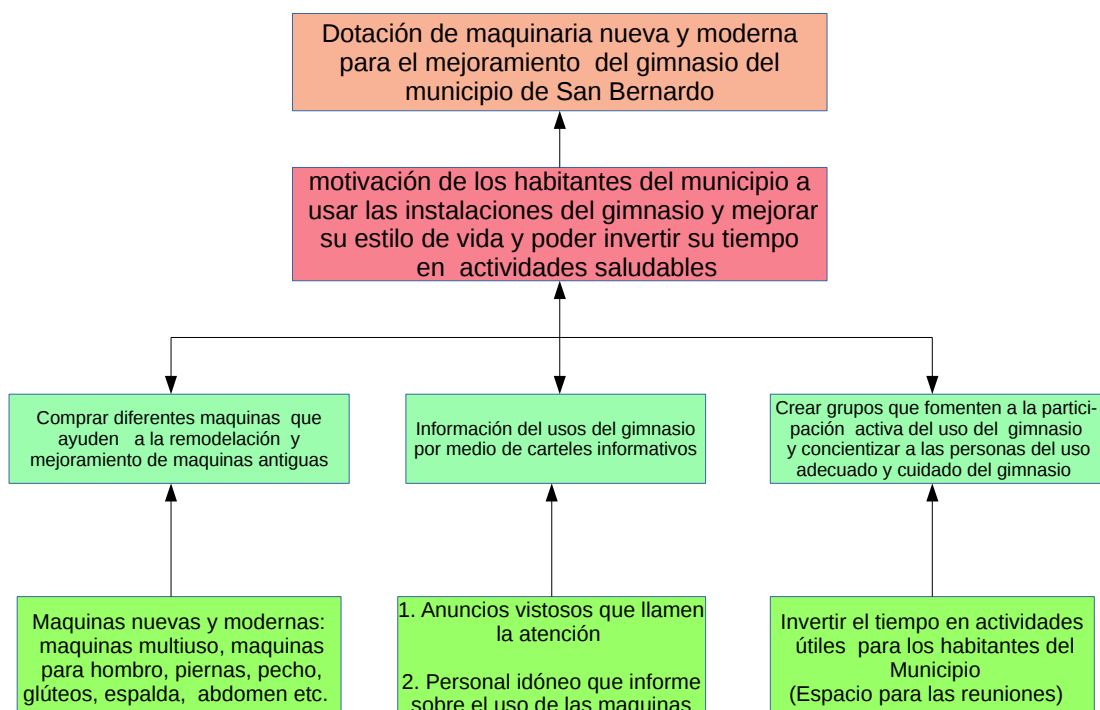 Dotación de maquinaria nueva y moderna
para el mejoramiento del gimnasio del
municipio de San Bernardo
motivación de los habitantes del municipio a
usar las instalaciones del gimnasio y mejorar
su estilo de vida y poder invertir su tiempo
en actividades saludables
Comprar diferentes maquinas que
ayuden a la remodelación y
mejoramiento de maquinas antiguas
Información del usos del gimnasio
por medio de carteles informativos
Crear grupos que fomenten a la partici-
pación activa del uso del gimnasio
y concientizar a las personas del uso
adecuado y cuidado del gimnasio
Maquinas nuevas y modernas:
maquinas multiuso, maquinas
para hombro, piernas, pecho,
glúteos, espalda, abdomen etc.
1. Anuncios vistosos que llamen
la atención
2. Personal idóneo que informe
sobre el uso de las maquinas
Invertir el tiempo en actividades
útiles para los habitantes del
Municipio
(Espacio para las reuniones)